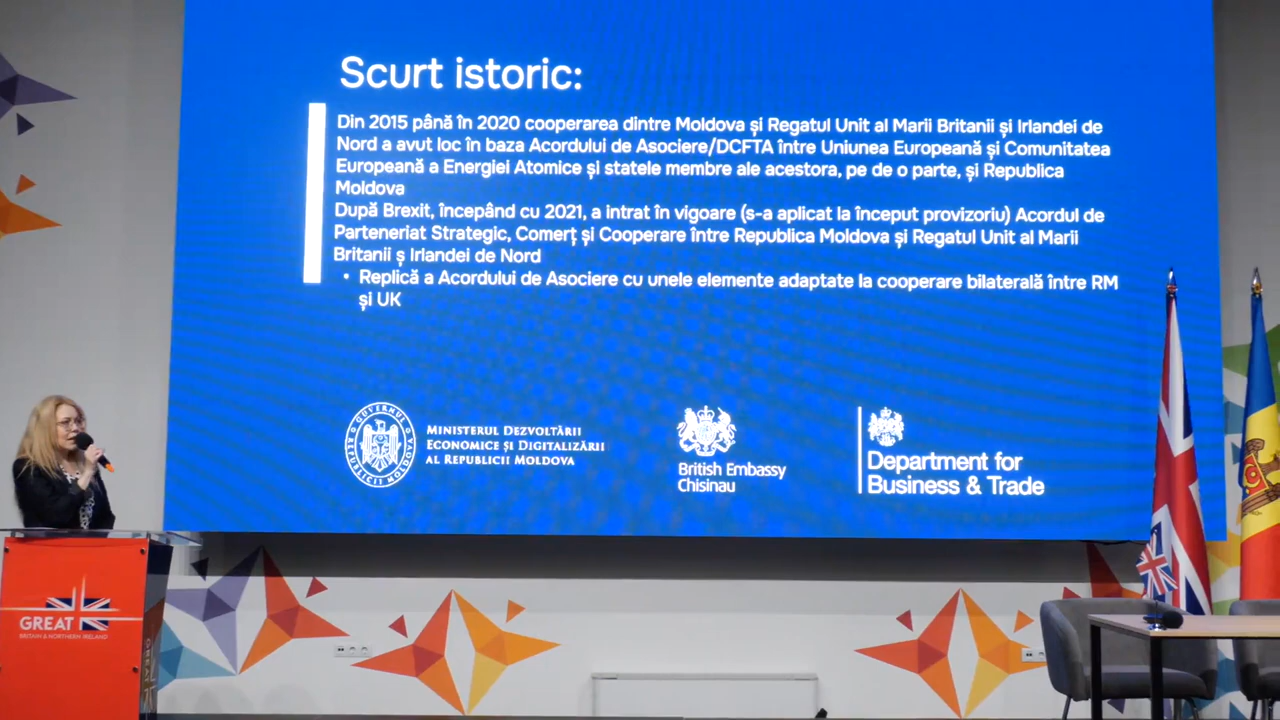 Scurt istoric:
Din 2015 până în 2020 cooperarea dintre Moldova și Regatul Unit al Marii Britanii și Irlandei de
Nord a avut loc în baza Acordului de Asociere/DCFTA între Uniunea Europeană și Comunitatea
Europeană a Energiei Atomice și statele membre ale acestora, pe de o parte, și Republica
Moldova
După Brexit, începând cu 2021, a intrat în vigoare (s-a aplicat la început provizoriu) Acordul de
Parteneriat Strategic, Comerț și Cooperare între Republica Moldova și Regatul Unit al Marii
Britanii ș Irlandei de Nord
• Replică a Acordului de Asociere cu unele elemente adaptate la cooperare bilaterală între RM
și UK
GUVERNUL REPUBLICII MOLDOVA
MINISTERUL DEZVOLTĂRII
ECONOMICE ȘI DIGITALIZĂRII
AL REPUBLICII MOLDOVA
British Embassy
Chisinau
Department for
Business & Trade
GREAT
BRITAIN & NORTHERN IRELAND
GREAT